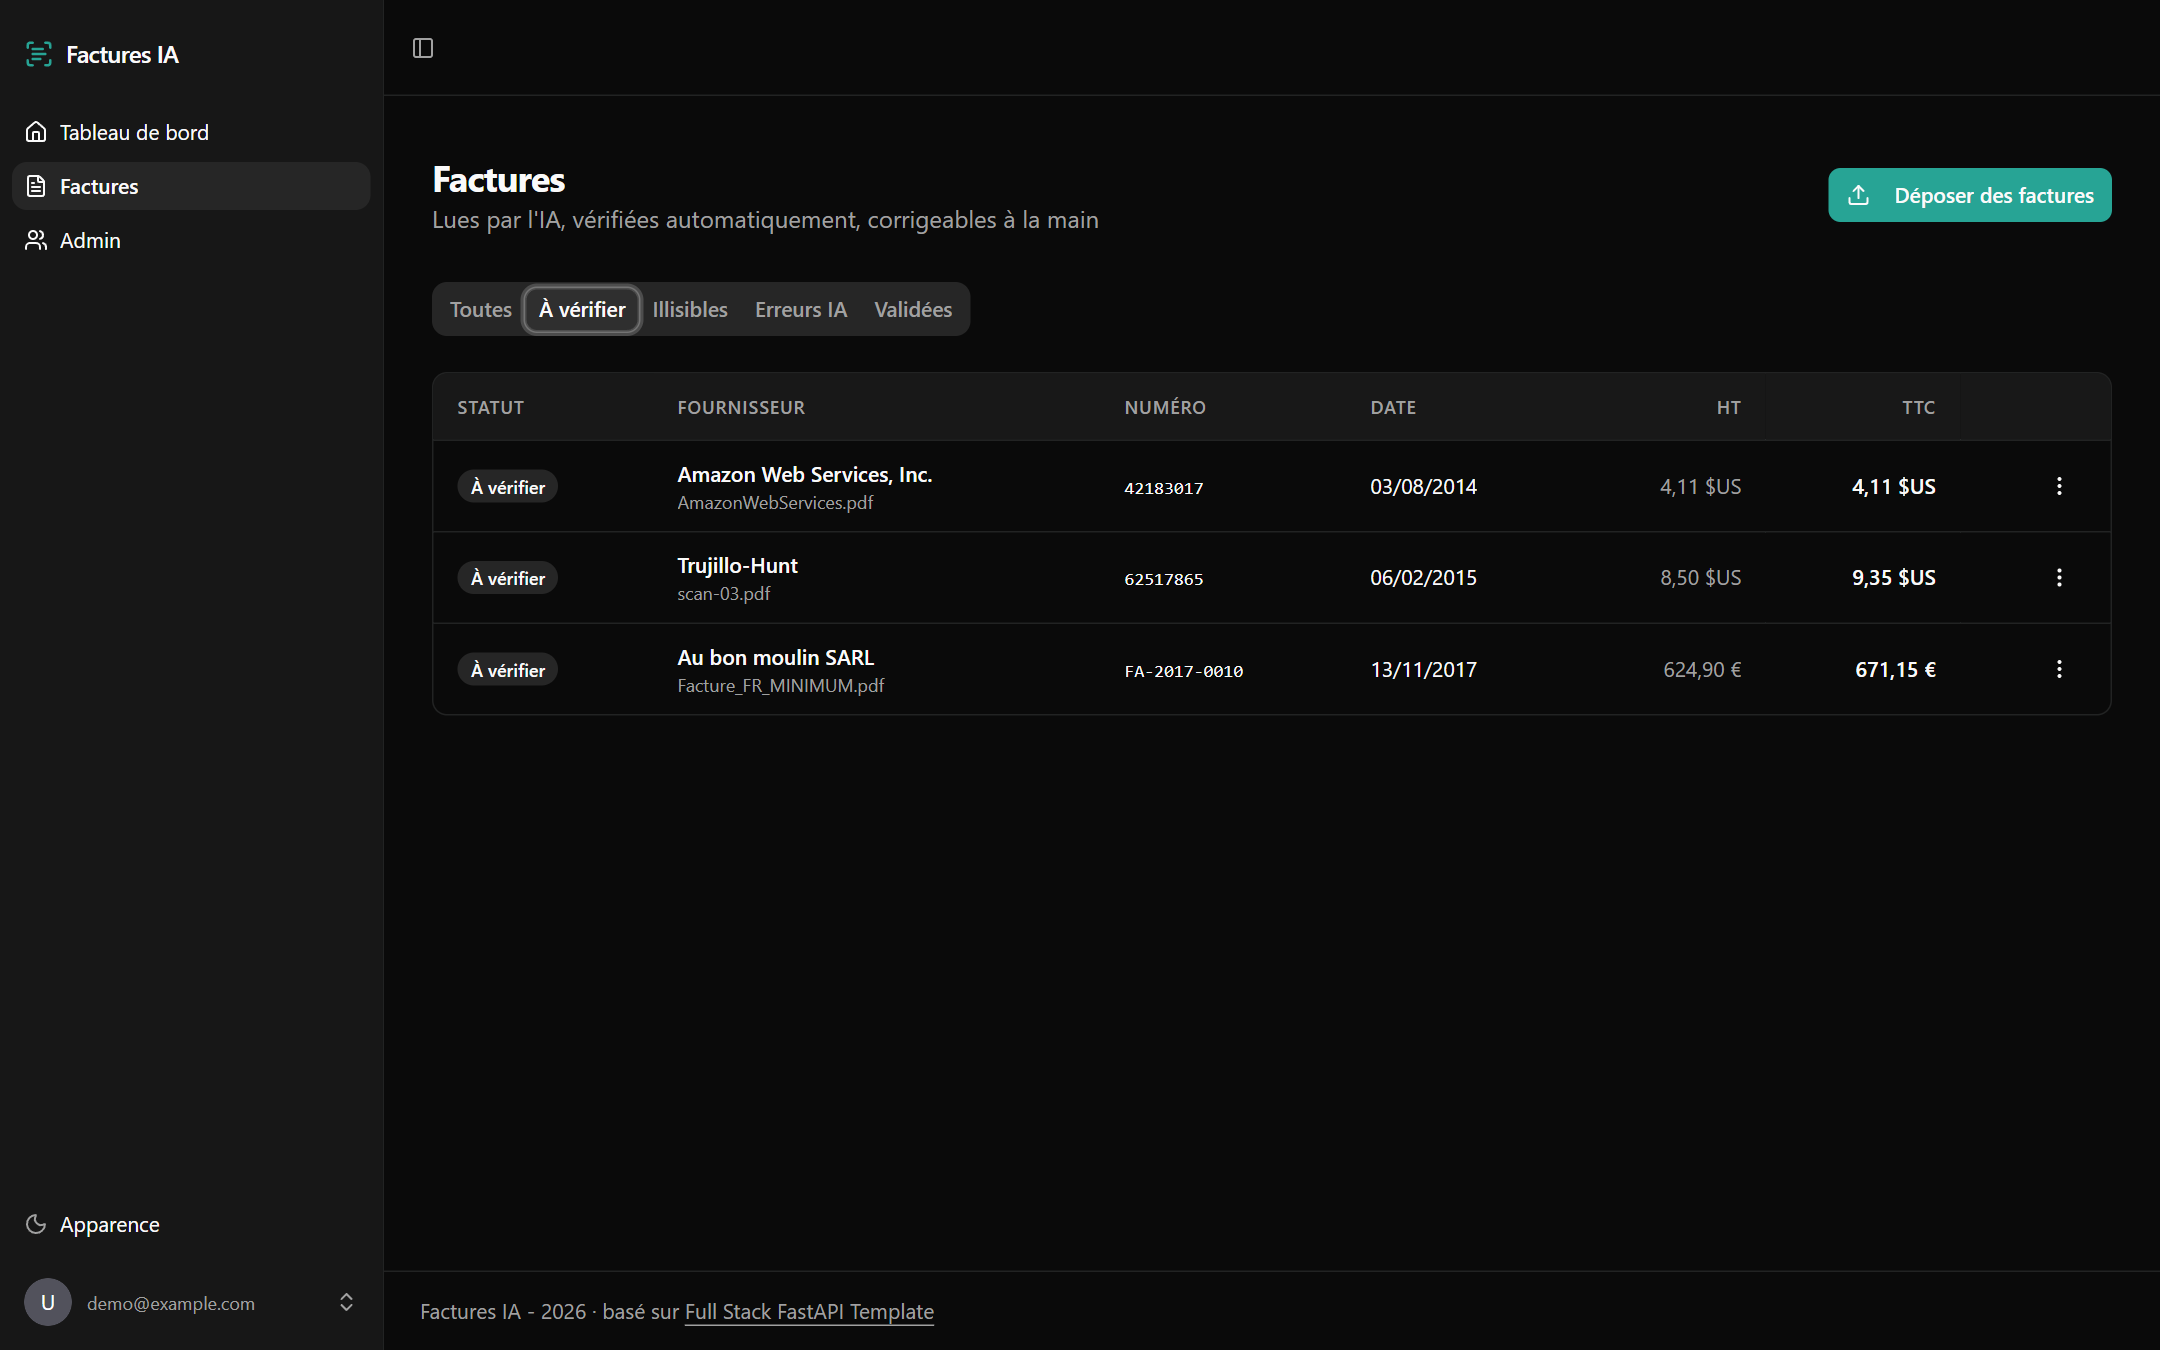 Factures IA
Tableau de bord
Factures
Admin
Factures
Lues par l'IA, vérifiées automatiquement, corrigeables à la main
Déposer des factures
Toutes À vérifier Illisibles Erreurs IA Validées
STATUT FOURNISSEUR NUMÉRO DATE HT TTC
À vérifier Amazon Web Services, Inc. 42183017 03/08/2014 4,11 $US 4,11 $US
AmazonWebServices.pdf
À vérifier Trujillo-Hunt 62517865 06/02/2015 8,50 $US 9,35 $US
scan-03.pdf
À vérifier Au bon moulin SARL FA-2017-0010 13/11/2017 624,90 € 671,15 €
Facture_FR_MINIMUM.pdf
Apparence
U demo@example.com
Factures IA - 2026 · basé sur Full Stack FastAPI Template